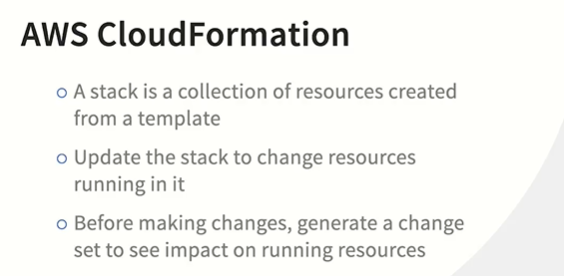 AWS CloudFormation
A stack is a collection of resources created
from a template
Update the stack to change resources
running in it
Before making changes, generate a change
set to see impact on running resources